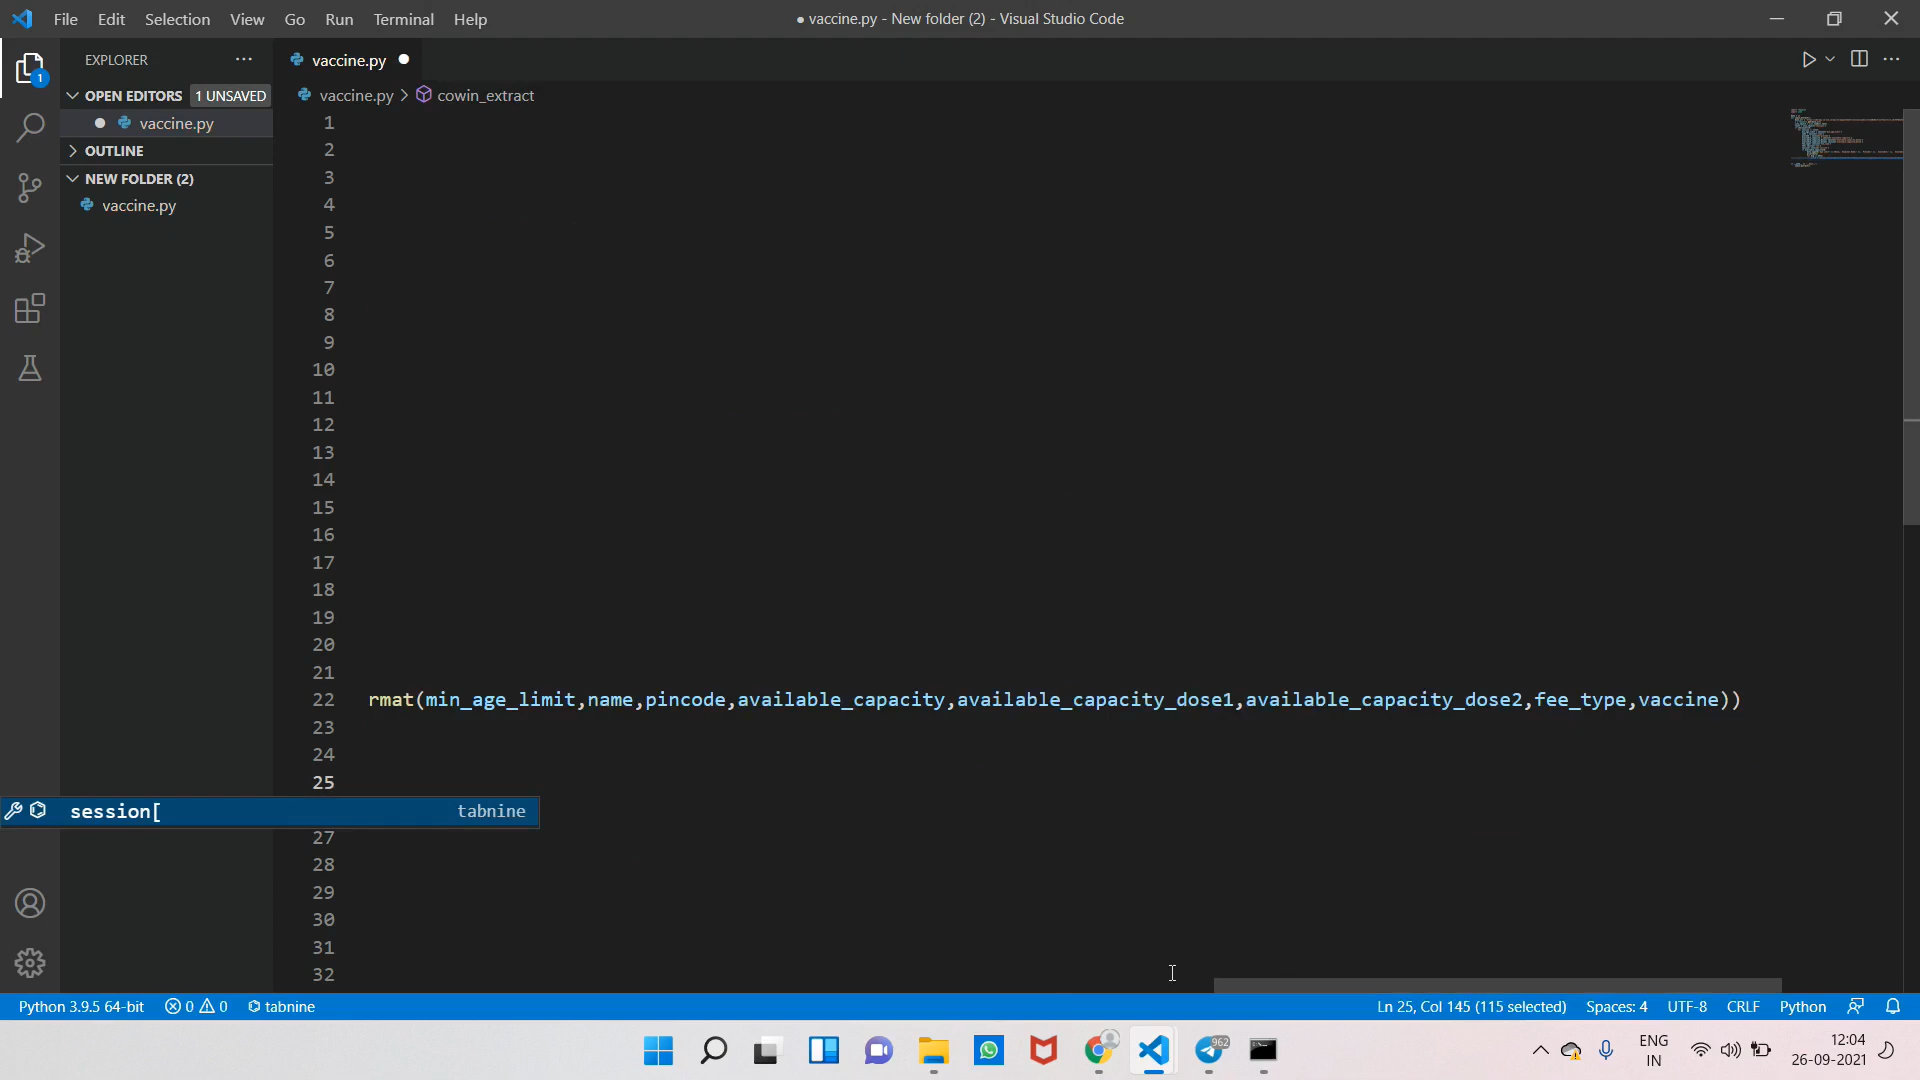 File Edit Selection View Go Run Terminal Help
● vaccine.py - New folder (2) - Visual Studio Code
EXPLORER
vaccine.py
OPEN EDITORS 1 UNSAVED
vaccine.py > cowin_extract
vaccine.py
OUTLINE
NEW FOLDER (2)
vaccine.py
1
1
2
3
4
5
6
7
8
9
10
11
12
13
14
15
16
17
18
19
20
21
22 rmat(min_age_limit,name,pincode,available_capacity,available_capacity_dose1,available_capacity_dose2,fee_type,vaccine))
23
24
25
session[ tabnine
27
28
29
30
31
32
Python 3.9.5 64-bit 0 0 tabnine Ln 25, Col 145 (115 selected) Spaces: 4 UTF-8 CRLF Python
962
ENG
IN
12:04
26-09-2021